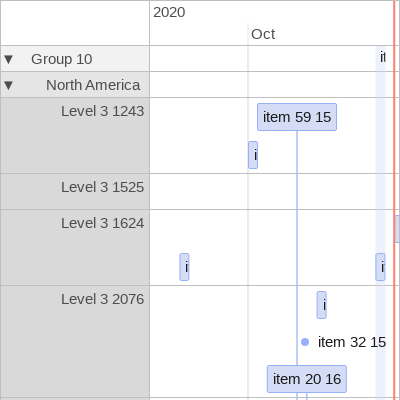 2020
Oct
▼ Group 10
it
▼ North America
Level 3 1243
item 59 15
i
Level 3 1525
Level 3 1624
i
i
Level 3 2076
i
item 32 15
item 20 16